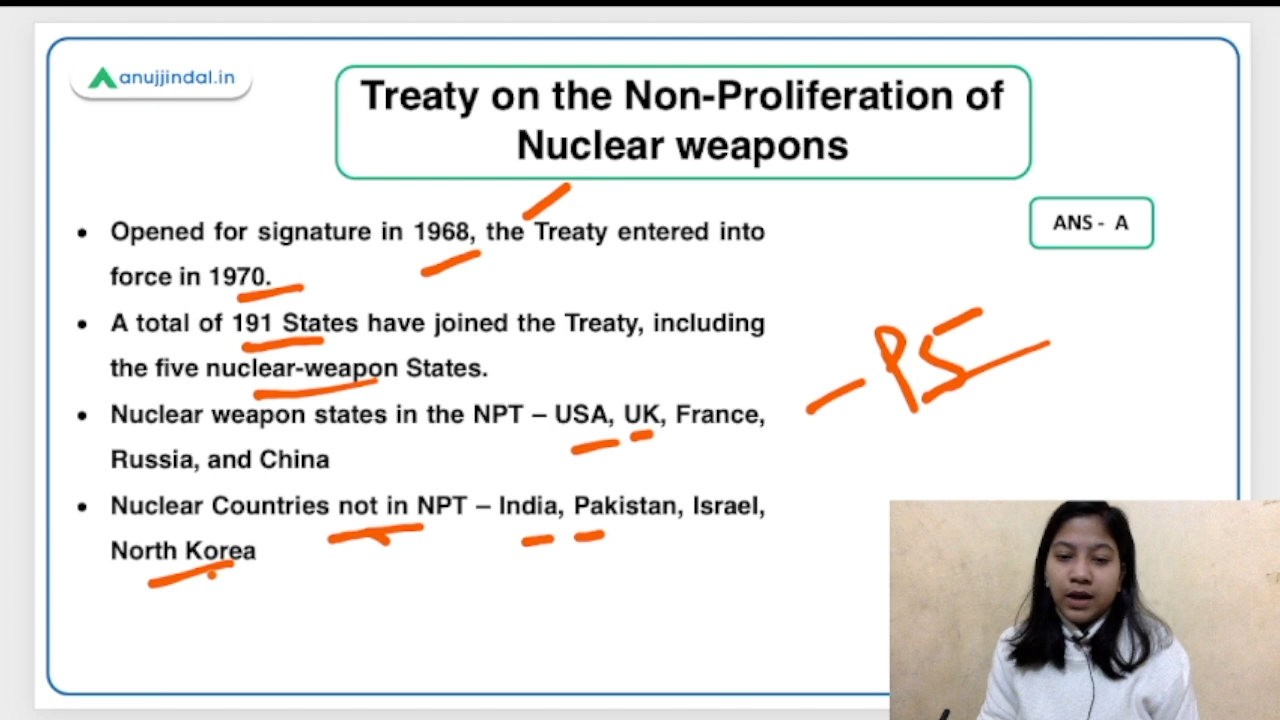 anujjindal.in
Treaty on the Non-Proliferation of
Nuclear weapons
ANS - A
• Opened for signature in 1968, the Treaty entered into
force in 1970.
• A total of 191 States have joined the Treaty, including
the five nuclear-weapon States.
• Nuclear weapon states in the NPT – USA, UK, France,
Russia, and China
– P5
• Nuclear Countries not in NPT – India, Pakistan, Israel,
North Korea